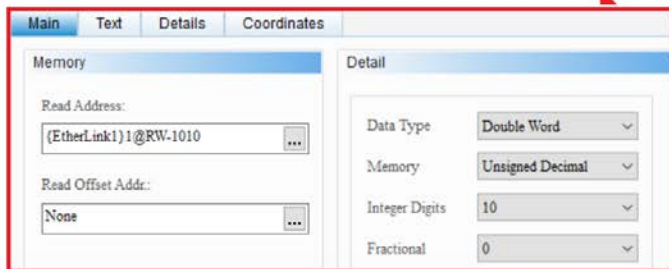 Main Text Details Coordinates
Memory
Read Address:
{EtherLink1}1@RW-1010
...
Read Offset Addr.:
None
...
Detail
Data Type Double Word
Memory Unsigned Decimal
Integer Digits 10
Fractional 0